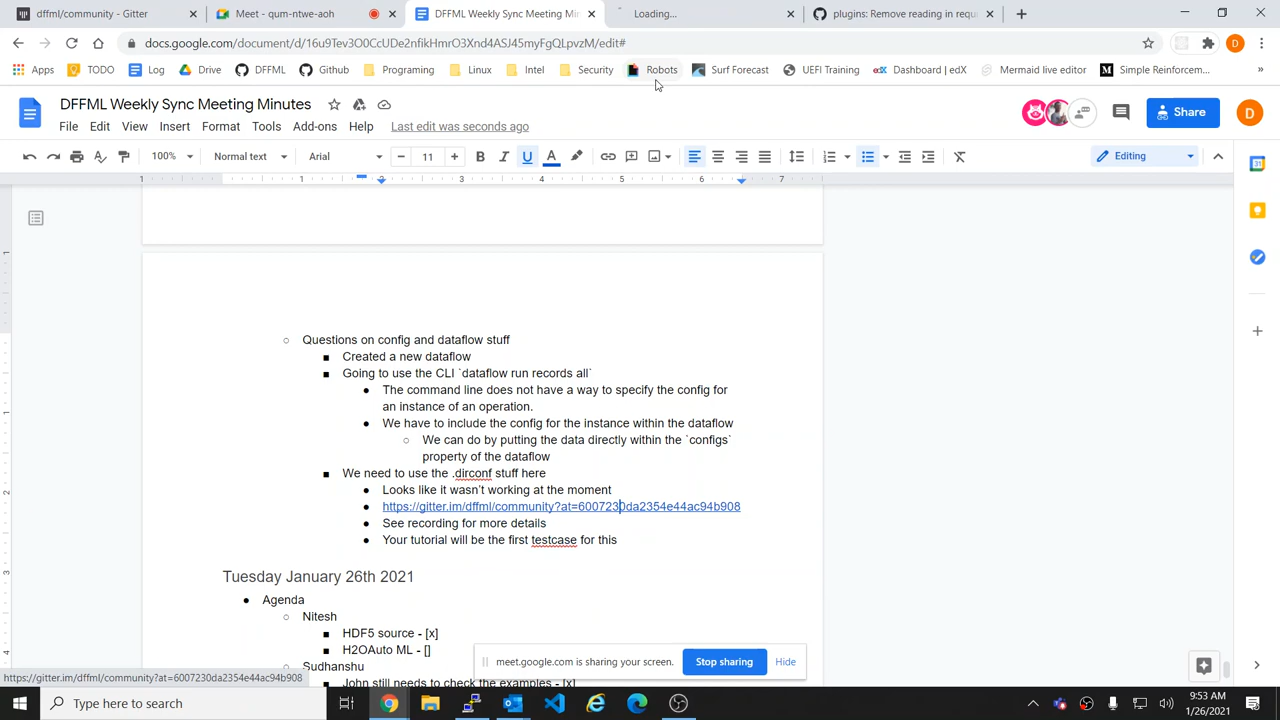 dffml/community - Gitter
Meet - qum-ntwe-aoh
DFFML Weekly Sync Meeting Min
Loading...
plugins: Remove reading in requ
docs.google.com/document/d/16u9Tev3O0CcUDe2nfikHmrO3Xnd4ASJ45myFgQLpvzM/edit#
D
Apps
TODO
Log
Drive
DFFML
Github
Programing
Linux
Intel
Security
Robots
Surf Forecast
UEFI Training
Dashboard | edX
Mermaid live editor
Simple Reinforcem...
»
DFFML Weekly Sync Meeting Minutes
Share
D
File
Edit
View
Insert
Format
Tools
Add-ons
Help
Last edit was seconds ago
100%
Normal text
Arial
11
B
I
U
A
Editing
1 1 2 3 4 5 6 7
Questions on config and dataflow stuff
Created a new dataflow
Going to use the CLI `dataflow run records all`
The command line does not have a way to specify the config for
an instance of an operation.
We have to include the config for the instance within the dataflow
We can do by putting the data directly within the `configs`
property of the dataflow
We need to use the .dirconf stuff here
Looks like it wasn't working at the moment
https://gitter.im/dffml/community?at=6007230da2354e44ac94b908
See recording for more details
Your tutorial will be the first testcase for this
Tuesday January 26th 2021
Agenda
Nitesh
HDF5 source - [x]
H2OAuto ML - []
Sudhanshu
John still needs to check the examples - [x]
meet.google.com is sharing your screen.
Stop sharing
Hide
https://gitter.im/dffml/community?at=6007230da2354e44ac94b908
Type here to search
9:53 AM
1/26/2021